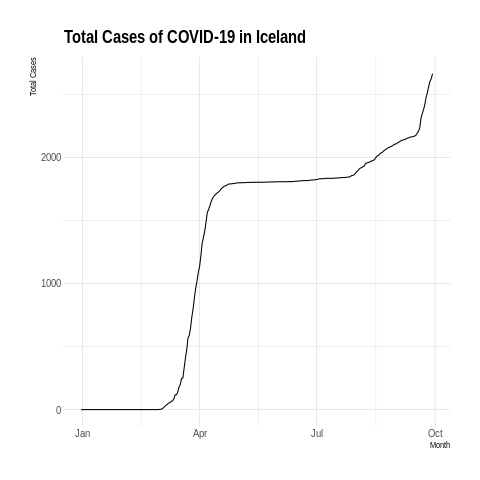 Total Cases of COVID-19 in Iceland
Total Cases
2000
1000
0
Jan Apr Jul Oct
Month